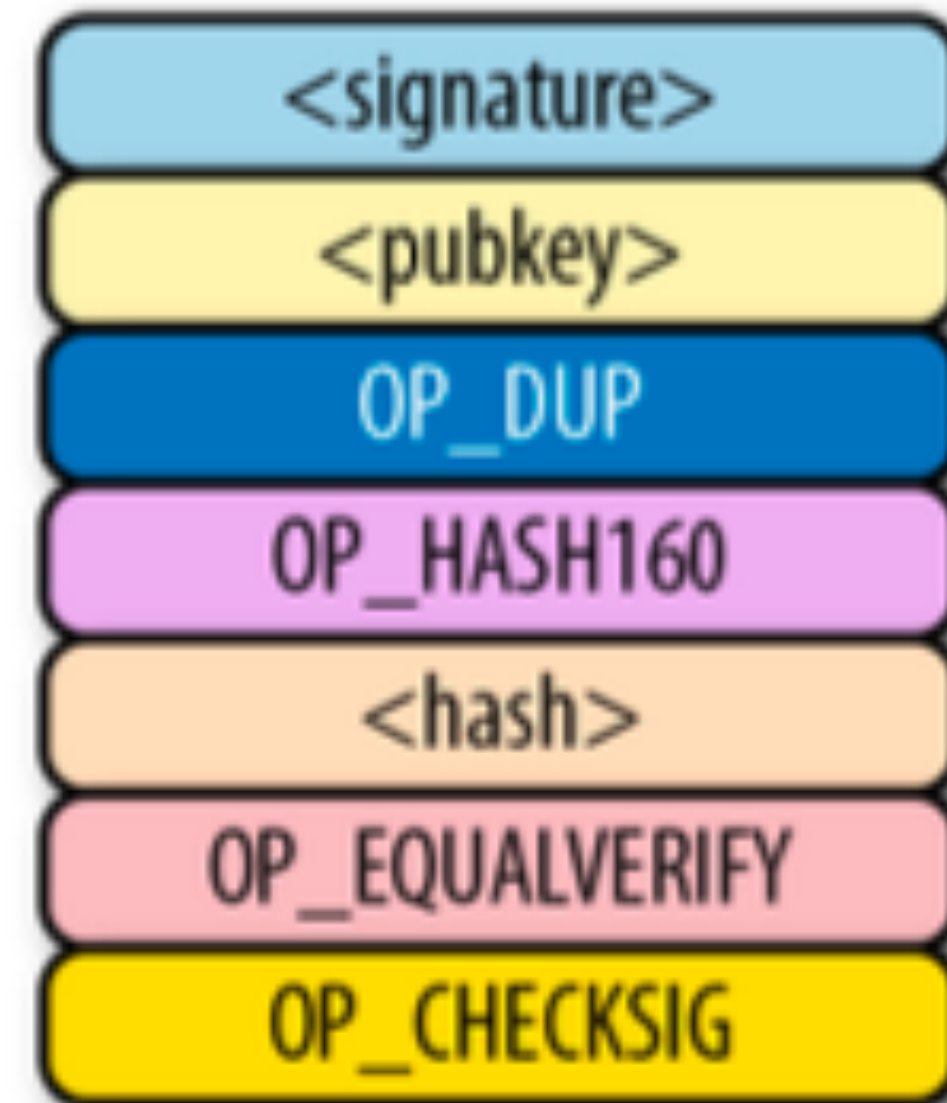 <signature>
<pubkey>
OP_DUP
OP_HASH160
<hash>
OP_EQUALVERIFY
OP_CHECKSIG